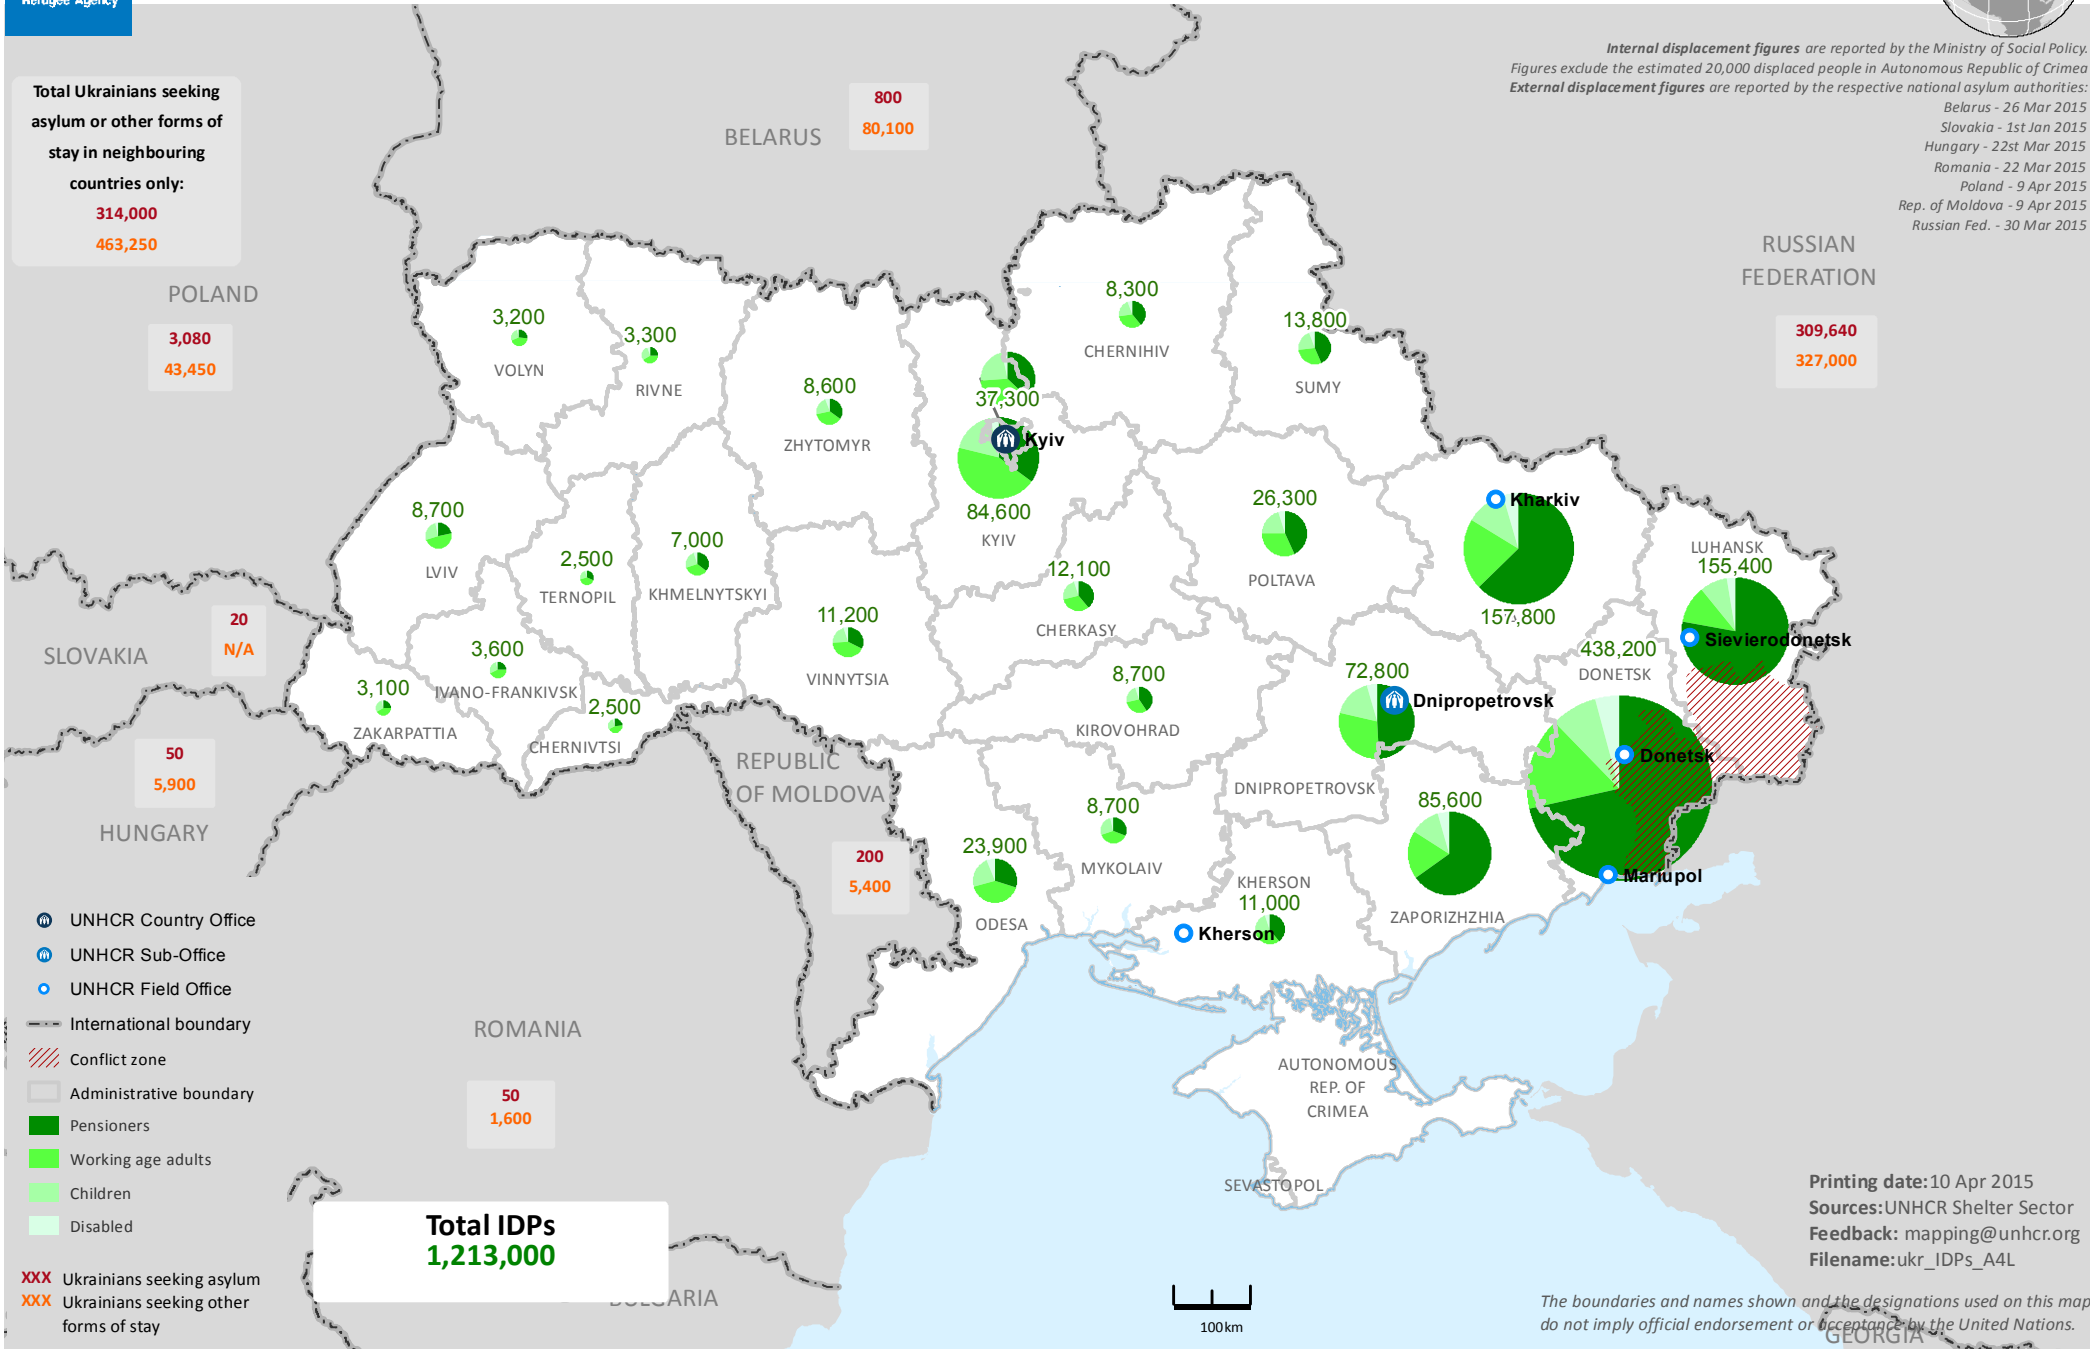 Refugee Agency
Internal displacement figures are reported by the Ministry of Social Policy.
Figures exclude the estimated 20,000 displaced people in Autonomous Republic of Crimea
External displacement figures are reported by the respective national asylum authorities:
Belarus - 26 Mar 2015
Slovakia - 1st Jan 2015
Hungary - 22st Mar 2015
Romania - 22 Mar 2015
Poland - 9 Apr 2015
Rep. of Moldova - 9 Apr 2015
Russian Fed. - 30 Mar 2015
Total Ukrainians seeking
asylum or other forms of
stay in neighbouring
countries only:
314,000
463,250
BELARUS
800
80,100
RUSSIAN
FEDERATION
309,640
327,000
POLAND
3,080
43,450
3,200
VOLYN
3,300
RIVNE
8,600
ZHYTOMYR
8,300
CHERNIHIV
13,800
SUMY
37,300
Kyiv
84,600
KYIV
8,700
LVIV
2,500
TERNOPIL
7,000
KHMELNYTSKYI
11,200
VINNYTSIA
12,100
CHERKASY
26,300
POLTAVA
Kharkiv
157,800
LUHANSK
155,400
Sievierodonetsk
438,200
DONETSK
Donetsk
Mariupol
SLOVAKIA
20
N/A
3,600
IVANO-FRANKIVSK
3,100
ZAKARPATTIA
2,500
CHERNIVTSI
8,700
KIROVOHRAD
72,800
Dnipropetrovsk
DNIPROPETROVSK
85,600
ZAPORIZHZHIA
50
5,900
HUNGARY
REPUBLIC
OF MOLDOVA
200
5,400
23,900
ODESA
8,700
MYKOLAIV
KHERSON
11,000
Kherson
ROMANIA
50
1,600
AUTONOMOUS
REP. OF
CRIMEA
SEVASTOPOL
UNHCR Country Office
UNHCR Sub-Office
UNHCR Field Office
International boundary
Conflict zone
Administrative boundary
Pensioners
Working age adults
Children
Disabled
XXX Ukrainians seeking asylum
XXX Ukrainians seeking other
forms of stay
Total IDPs
1,213,000
BULGARIA
100km
Printing date:10 Apr 2015
Sources:UNHCR Shelter Sector
Feedback: mapping@unhcr.org
Filename:ukr_IDPs_A4L
The boundaries and names shown and the designations used on this map
do not imply official endorsement or acceptance by the United Nations.
GEORGIA